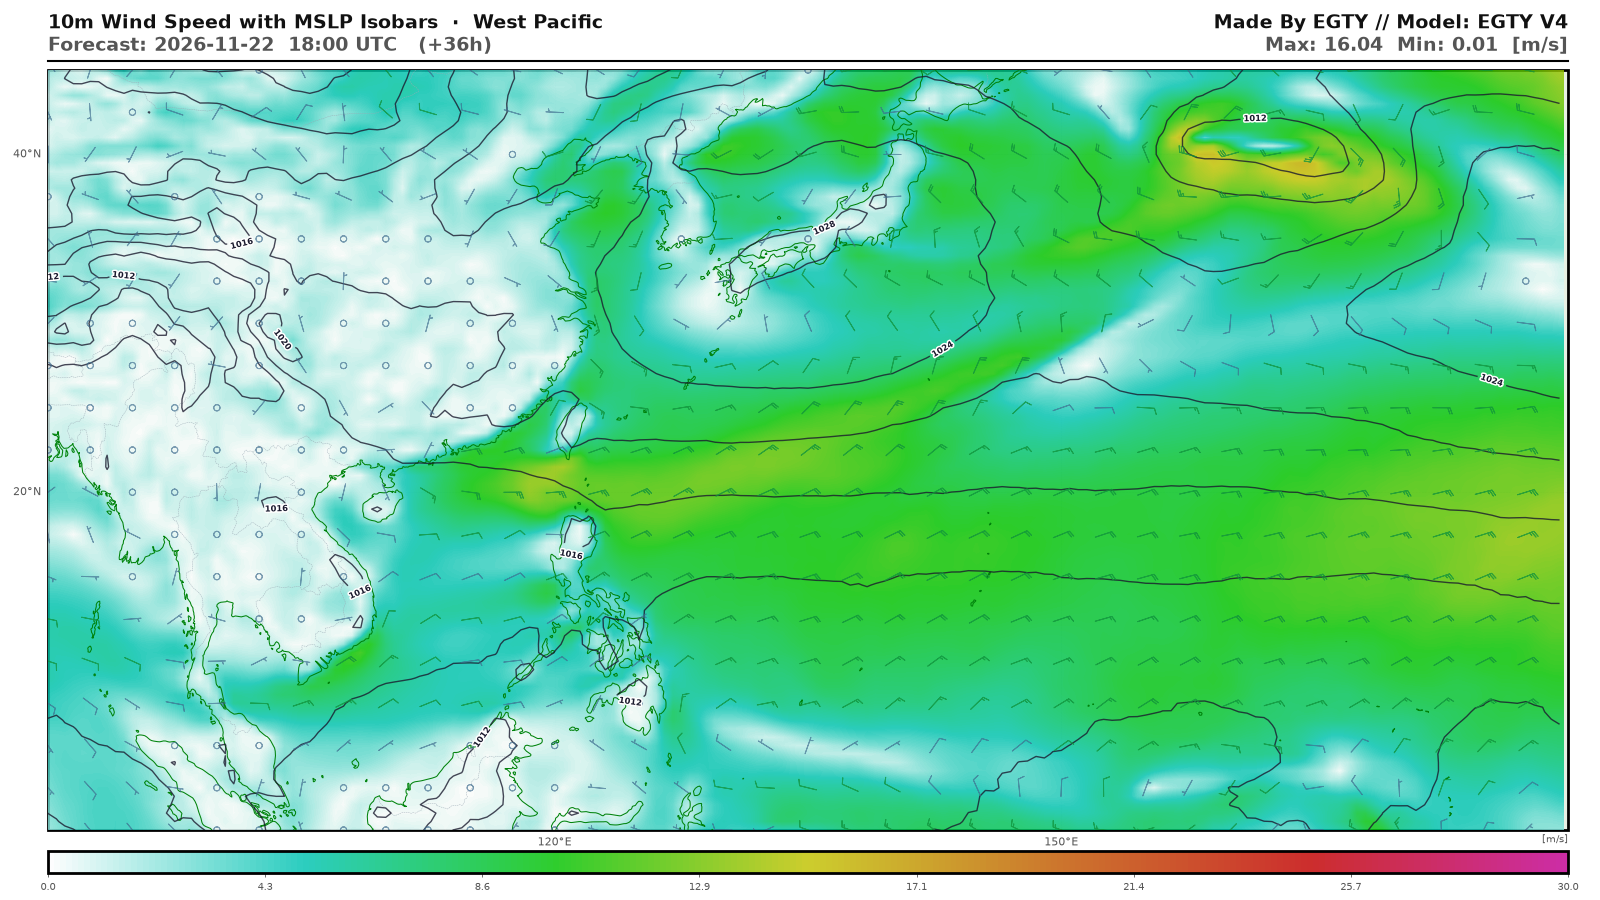 10m Wind Speed with MSLP Isobars · West Pacific
Made By EGTY // Model: EGTY V4
Forecast: 2026-11-22 18:00 UTC (+36h)
Max: 16.04 Min: 0.01 [m/s]
1012
40°N
1028
1016
12
1012
1020
1024
1024
20°N
1016
1016
1016
1012
1012
120°E
150°E
[m/s]
0.0
4.3
8.6
12.9
17.1
21.4
25.7
30.0